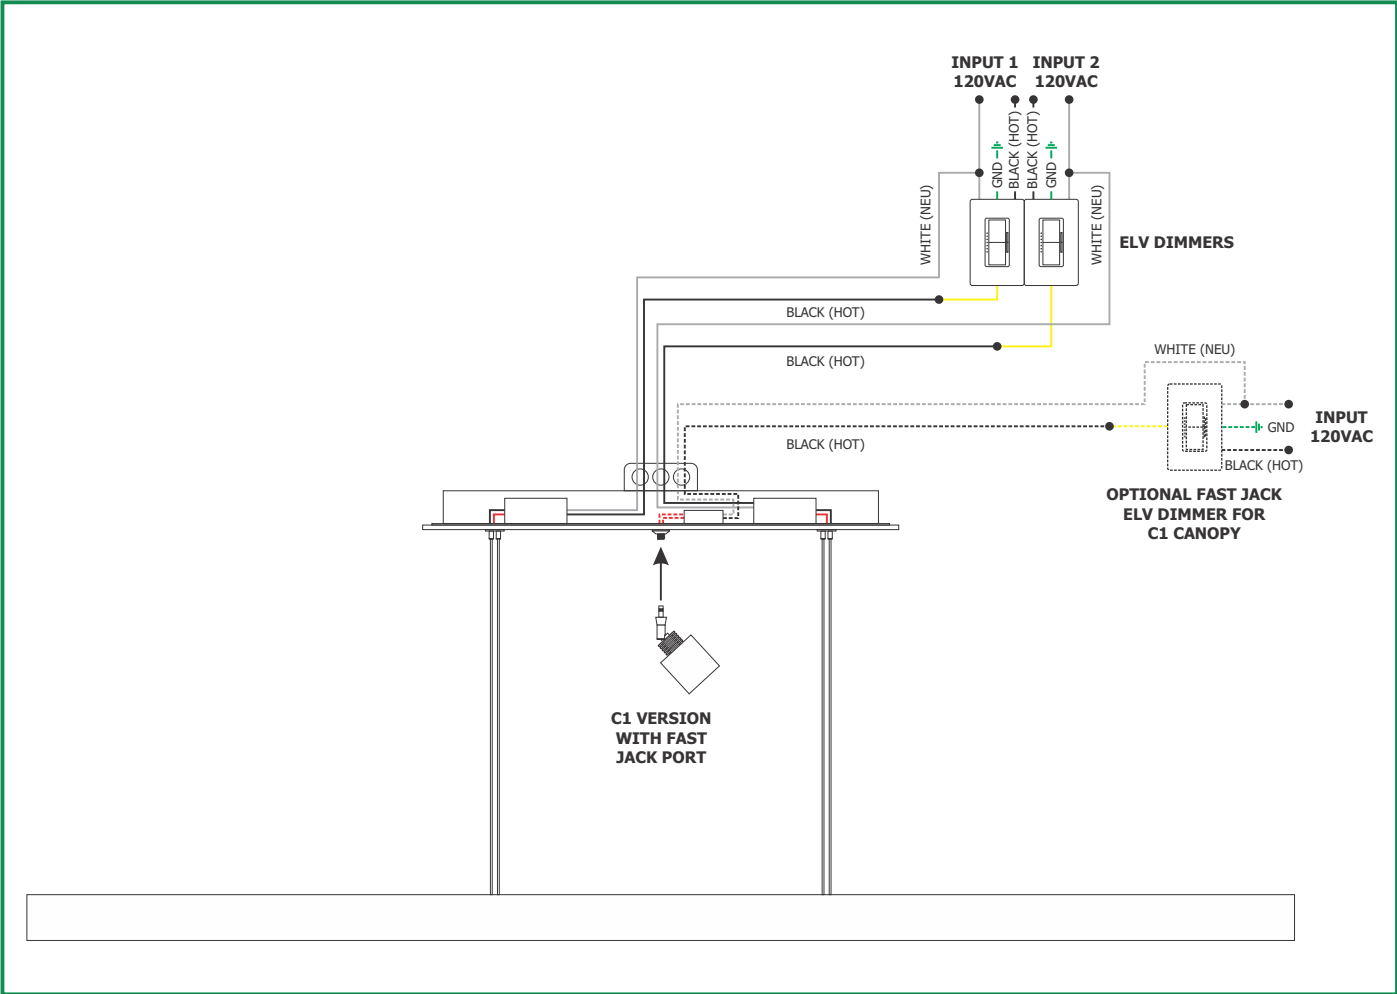 INPUT 1
120VAC
INPUT 2
120VAC
WHITE (NEU)
GND
BLACK (HOT)
BLACK (HOT)
GND
WHITE (NEU)
ELV DIMMERS
BLACK (HOT)
BLACK (HOT)
WHITE (NEU)
INPUT
120VAC
GND
BLACK (HOT)
BLACK (HOT)
OPTIONAL FAST JACK
ELV DIMMER FOR
C1 CANOPY
C1 VERSION
WITH FAST
JACK PORT